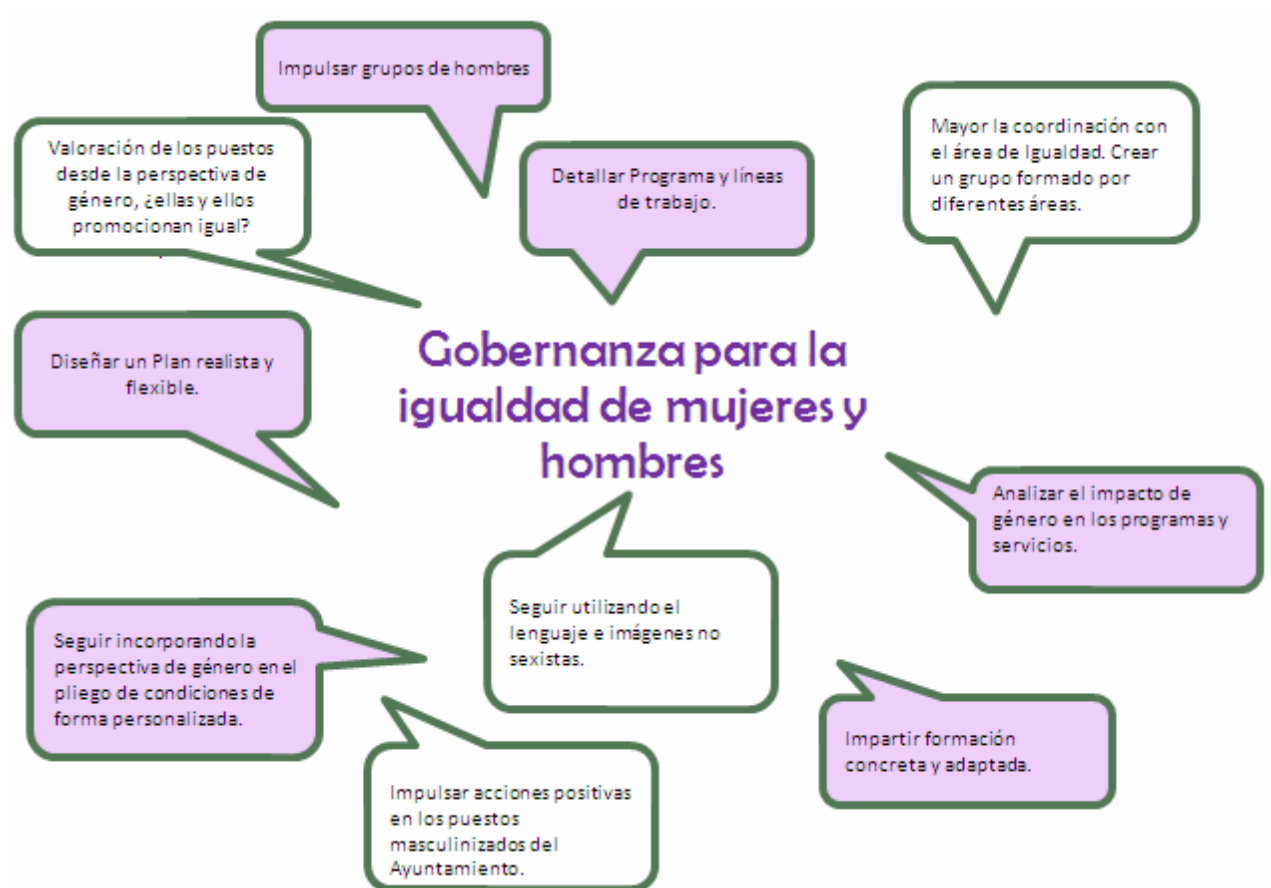 Impulsar grupos de hombres
Valoración de los puestos
desde la perspectiva de
género, ¿ellas y ellos
promocionan igual?
Detallar Programa y líneas
de trabajo.
Mayor la coordinación con
el área de Igualdad. Crear
un grupo formado por
diferentes áreas.
Diseñar un Plan realista y
flexible.
Gobernanza para la
igualdad de mujeres y
hombres
Analizar el impacto de
género en los programas y
servicios.
Seguir utilizando el
lenguaje e imágenes no
sexistas.
Seguir incorporando la
perspectiva de género en el
pliego de condiciones de
forma personalizada.
Impartir formación
concreta y adaptada.
Impulsar acciones positivas
en los puestos
masculinizados del
Ayuntamiento.